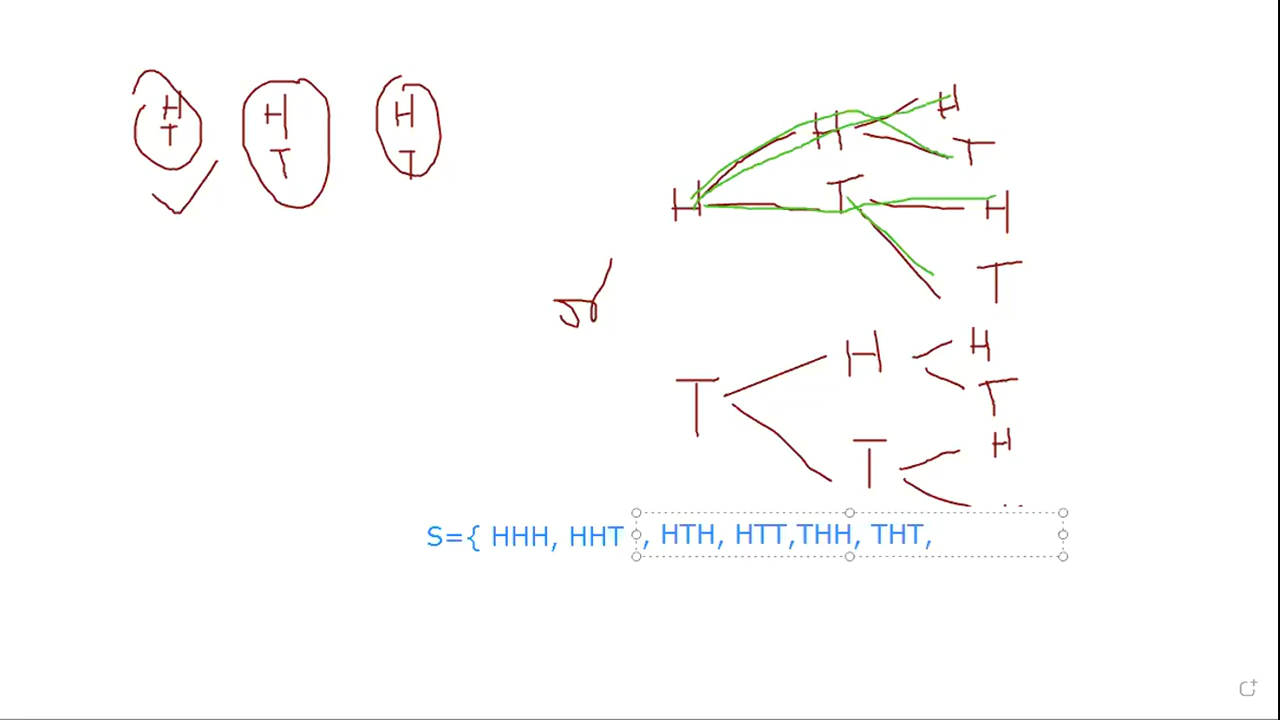 H H H
T T T
H H H
T
H T H
T
T H H
T
T H
S={ HHH, HHT , HTH, HTT,THH, THT,